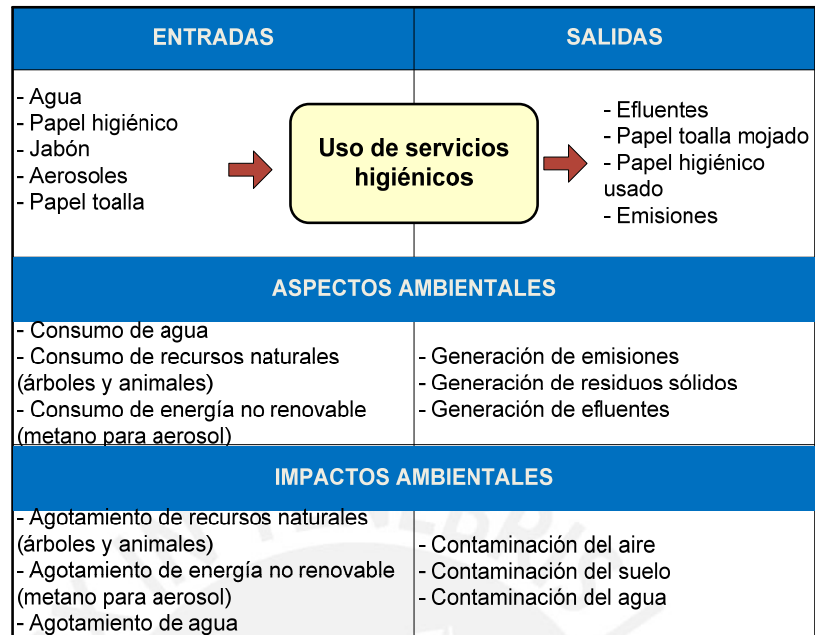 ENTRADAS
SALIDAS
- Agua
- Papel higiénico
- Jabón
- Aerosoles
- Papel toalla
Uso de servicios
higiénicos
- Efluentes
- Papel toalla mojado
- Papel higiénico
usado
- Emisiones
ASPECTOS AMBIENTALES
- Consumo de agua
- Consumo de recursos naturales
(árboles y animales)
- Consumo de energía no renovable
(metano para aerosol)
- Generación de emisiones
- Generación de residuos sólidos
- Generación de efluentes
IMPACTOS AMBIENTALES
- Agotamiento de recursos naturales
(árboles y animales)
- Agotamiento de energía no renovable
(metano para aerosol)
- Agotamiento de agua
- Contaminación del aire
- Contaminación del suelo
- Contaminación del agua